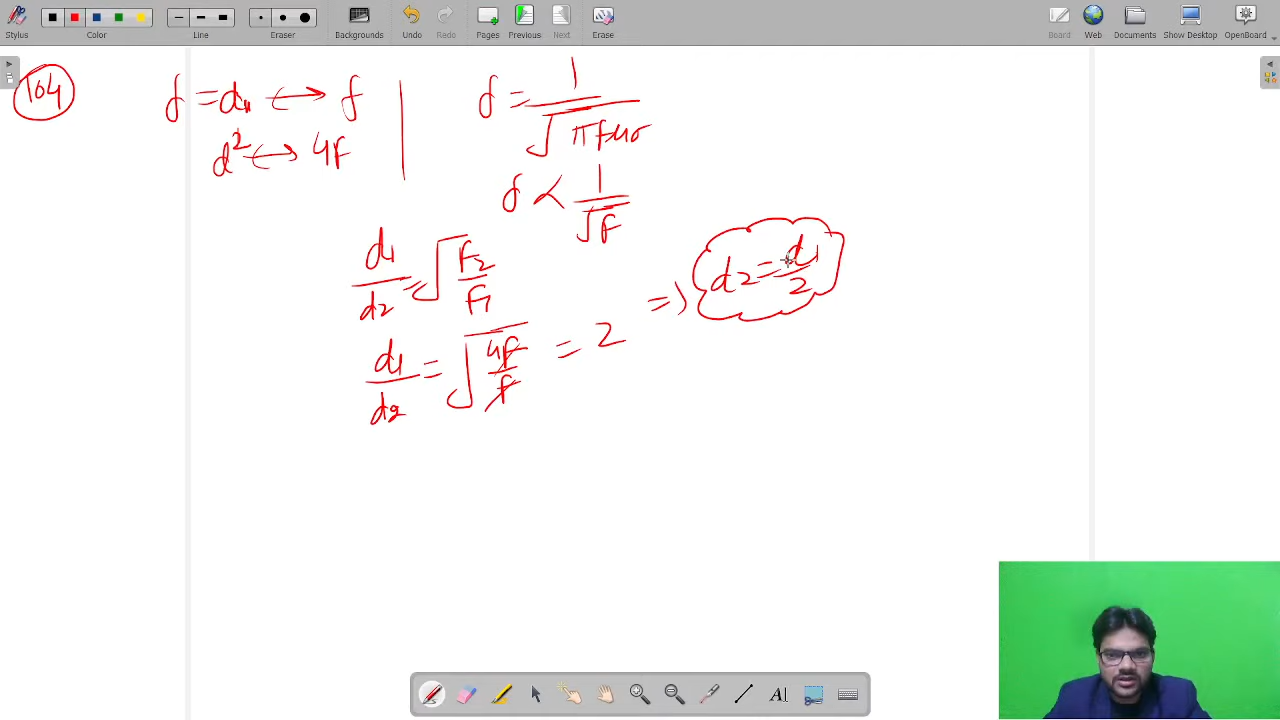 Stylus
Color
Line
Eraser
Backgrounds
Undo
Redo
Pages
Previous
Next
Erase
Board
Web
Documents
Show Desktop
OpenBoard
104
δ = d₁ ↔ f
d2 ↔ 4f
δ = 1/√(πfμσ)
δ ∝ 1/√f
d1/d2 = √(f2/f1)
d1/d2 = √(4f/f) = 2
⇒ d2 = d1/2